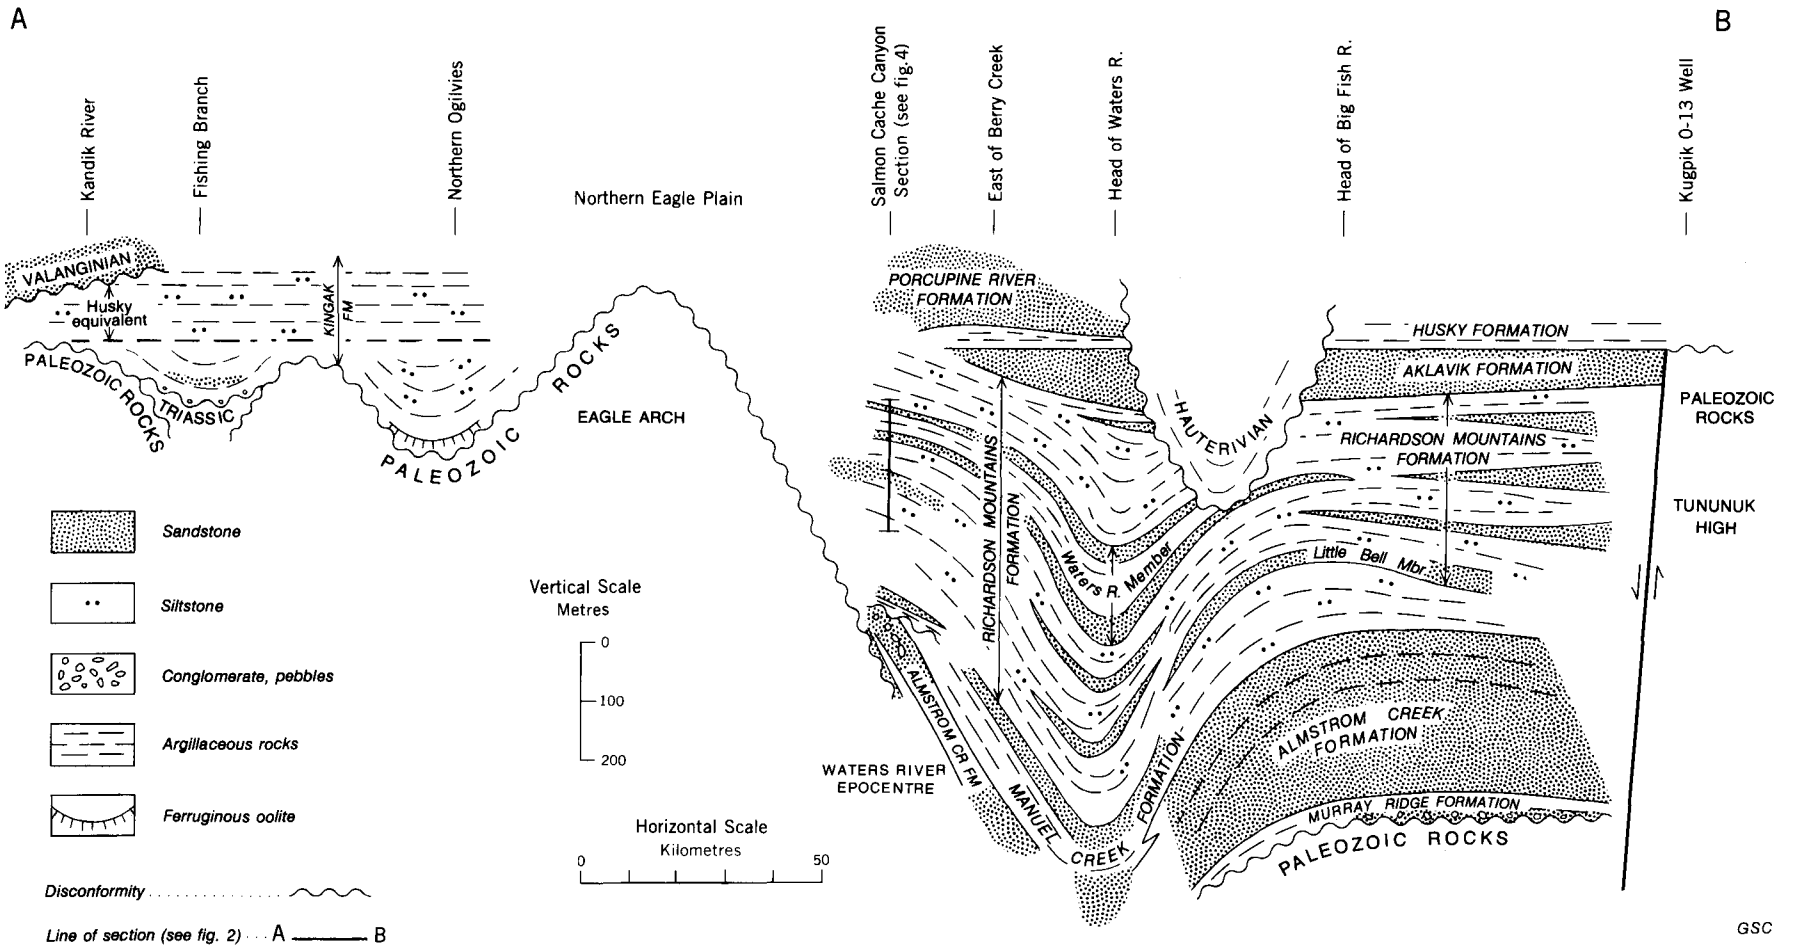 A
B
Kandik River
Fishing Branch
Northern Ogilvies
Northern Eagle Plain
Salmon Cache Canyon
Section (see fig.4)
East of Berry Creek
Head of Waters R.
Head of Big Fish R.
Kugpik O-13 Well
VALANGINIAN
Husky
equivalent
KINGAK
FM
PALEOZOIC ROCKS
TRIASSIC
PALEOZOIC ROCKS
EAGLE ARCH
PORCUPINE RIVER
FORMATION
HUSKY FORMATION
AKLAVIK FORMATION
HAUTERIVIAN
RICHARDSON MOUNTAINS
FORMATION
RICHARDSON MOUNTAINS
FORMATION
PALEOZOIC
ROCKS
TUNUNUK
HIGH
Waters R. Member
Little Bell Mbr.
ALMSTROM CR FM
MANUEL CREEK FORMATION
ALMSTROM CREEK
FORMATION
MURRAY RIDGE FORMATION
PALEOZOIC ROCKS
WATERS RIVER
EPOCENTRE
Sandstone
Siltstone
Conglomerate, pebbles
Argillaceous rocks
Ferruginous oolite
Disconformity
Line of section (see fig. 2) ... A B
Vertical Scale
Metres
0
100
200
Horizontal Scale
Kilometres
0 50
GSC